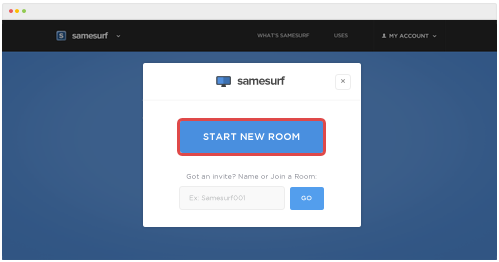 S samesurf
WHAT'S SAMESURF USES MY ACCOUNT
samesurf
×
START NEW ROOM
Got an invite? Name or Join a Room:
Ex. Samesurf001
GO